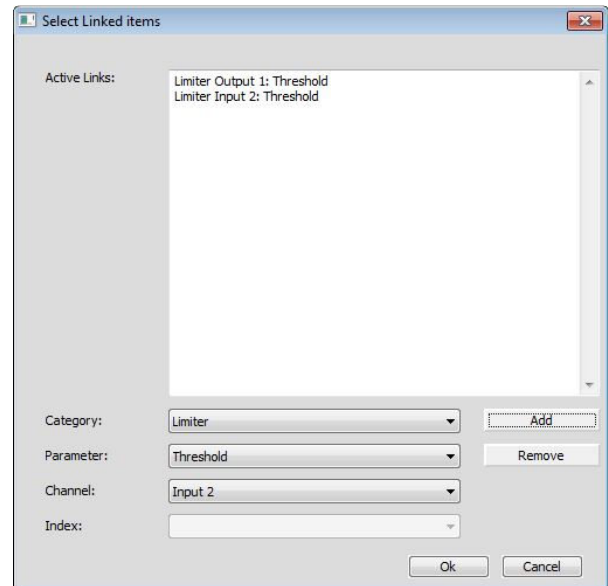 Select Linked items
Active Links:
Limiter Output 1: Threshold
Limiter Input 2: Threshold
Category:
Limiter
Add
Parameter:
Threshold
Remove
Channel:
Input 2
Index:
Ok
Cancel